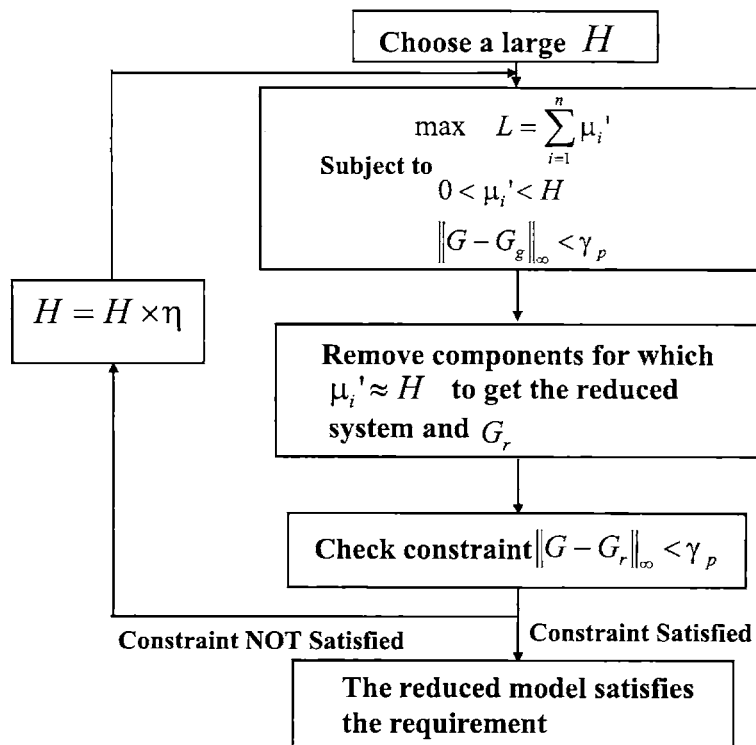 Choose a large H
max L = \sum_{i=1}^{n} μ_i'
Subject to
0 < μ_i' < H
‖G − G_g‖_∞ < γ_p
H = H × η
Remove components for which
μ_i' ≈ H to get the reduced
system and G_r
Check constraint ‖G − G_r‖_∞ < γ_p
Constraint NOT Satisfied
Constraint Satisfied
The reduced model satisfies
the requirement